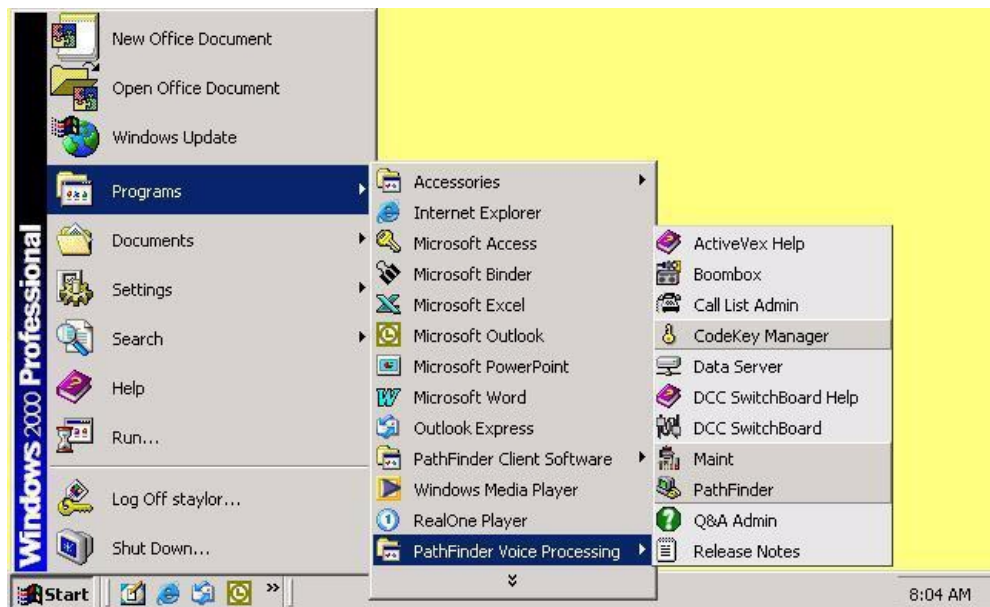 New Office Document
Open Office Document
Windows Update
Programs
Documents
Settings
Search
Help
Run...
Log Off staylor...
Shut Down...
Windows 2000 Professional
Accessories
Internet Explorer
Microsoft Access
Microsoft Binder
Microsoft Excel
Microsoft Outlook
Microsoft PowerPoint
Microsoft Word
Outlook Express
PathFinder Client Software
Windows Media Player
RealOne Player
PathFinder Voice Processing
ActiveVex Help
Boombox
Call List Admin
CodeKey Manager
Data Server
DCC SwitchBoard Help
DCC SwitchBoard
Maint
PathFinder
Q&A Admin
Release Notes
Start
8:04 AM